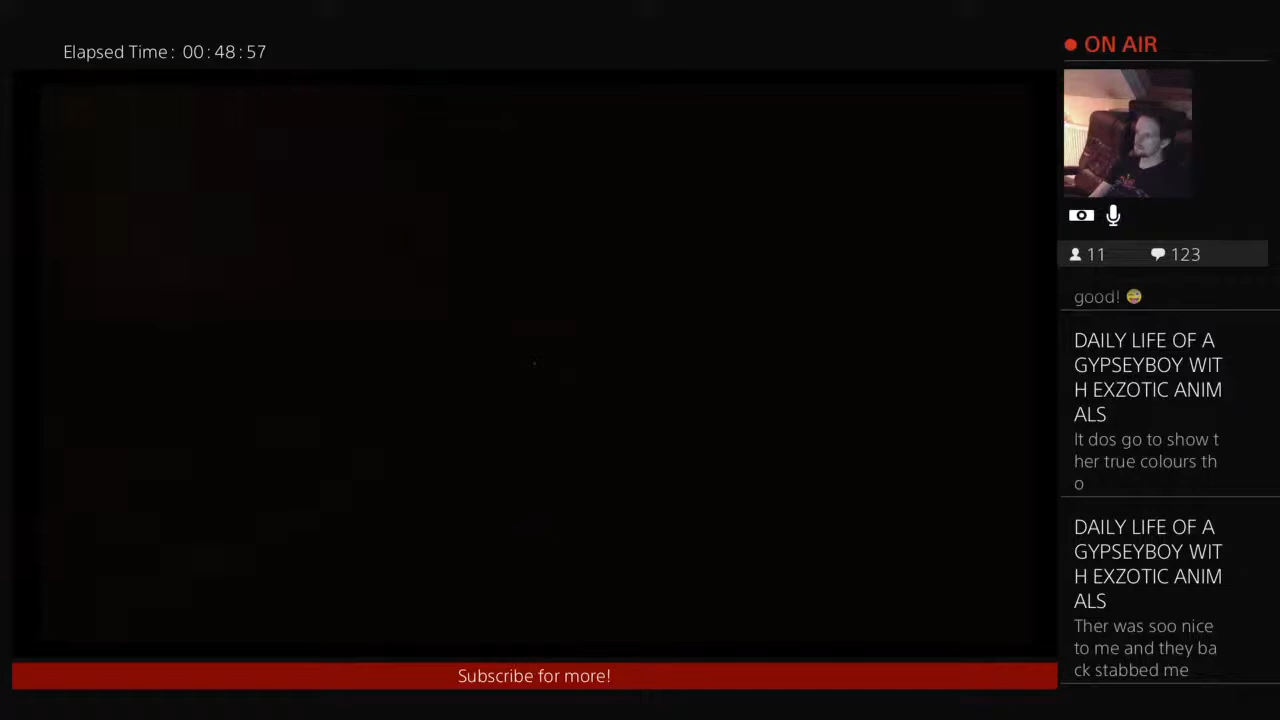 Elapsed Time: 00:48:57
ON AIR
11 123
good! 😜
DAILY LIFE OF A
GYPSEYBOY WIT
H EXZOTIC ANIM
ALS
It dos go to show t
her true colours th
o
DAILY LIFE OF A
GYPSEYBOY WIT
H EXZOTIC ANIM
ALS
Ther was soo nice
to me and they ba
ck stabbed me
Subscribe for more!